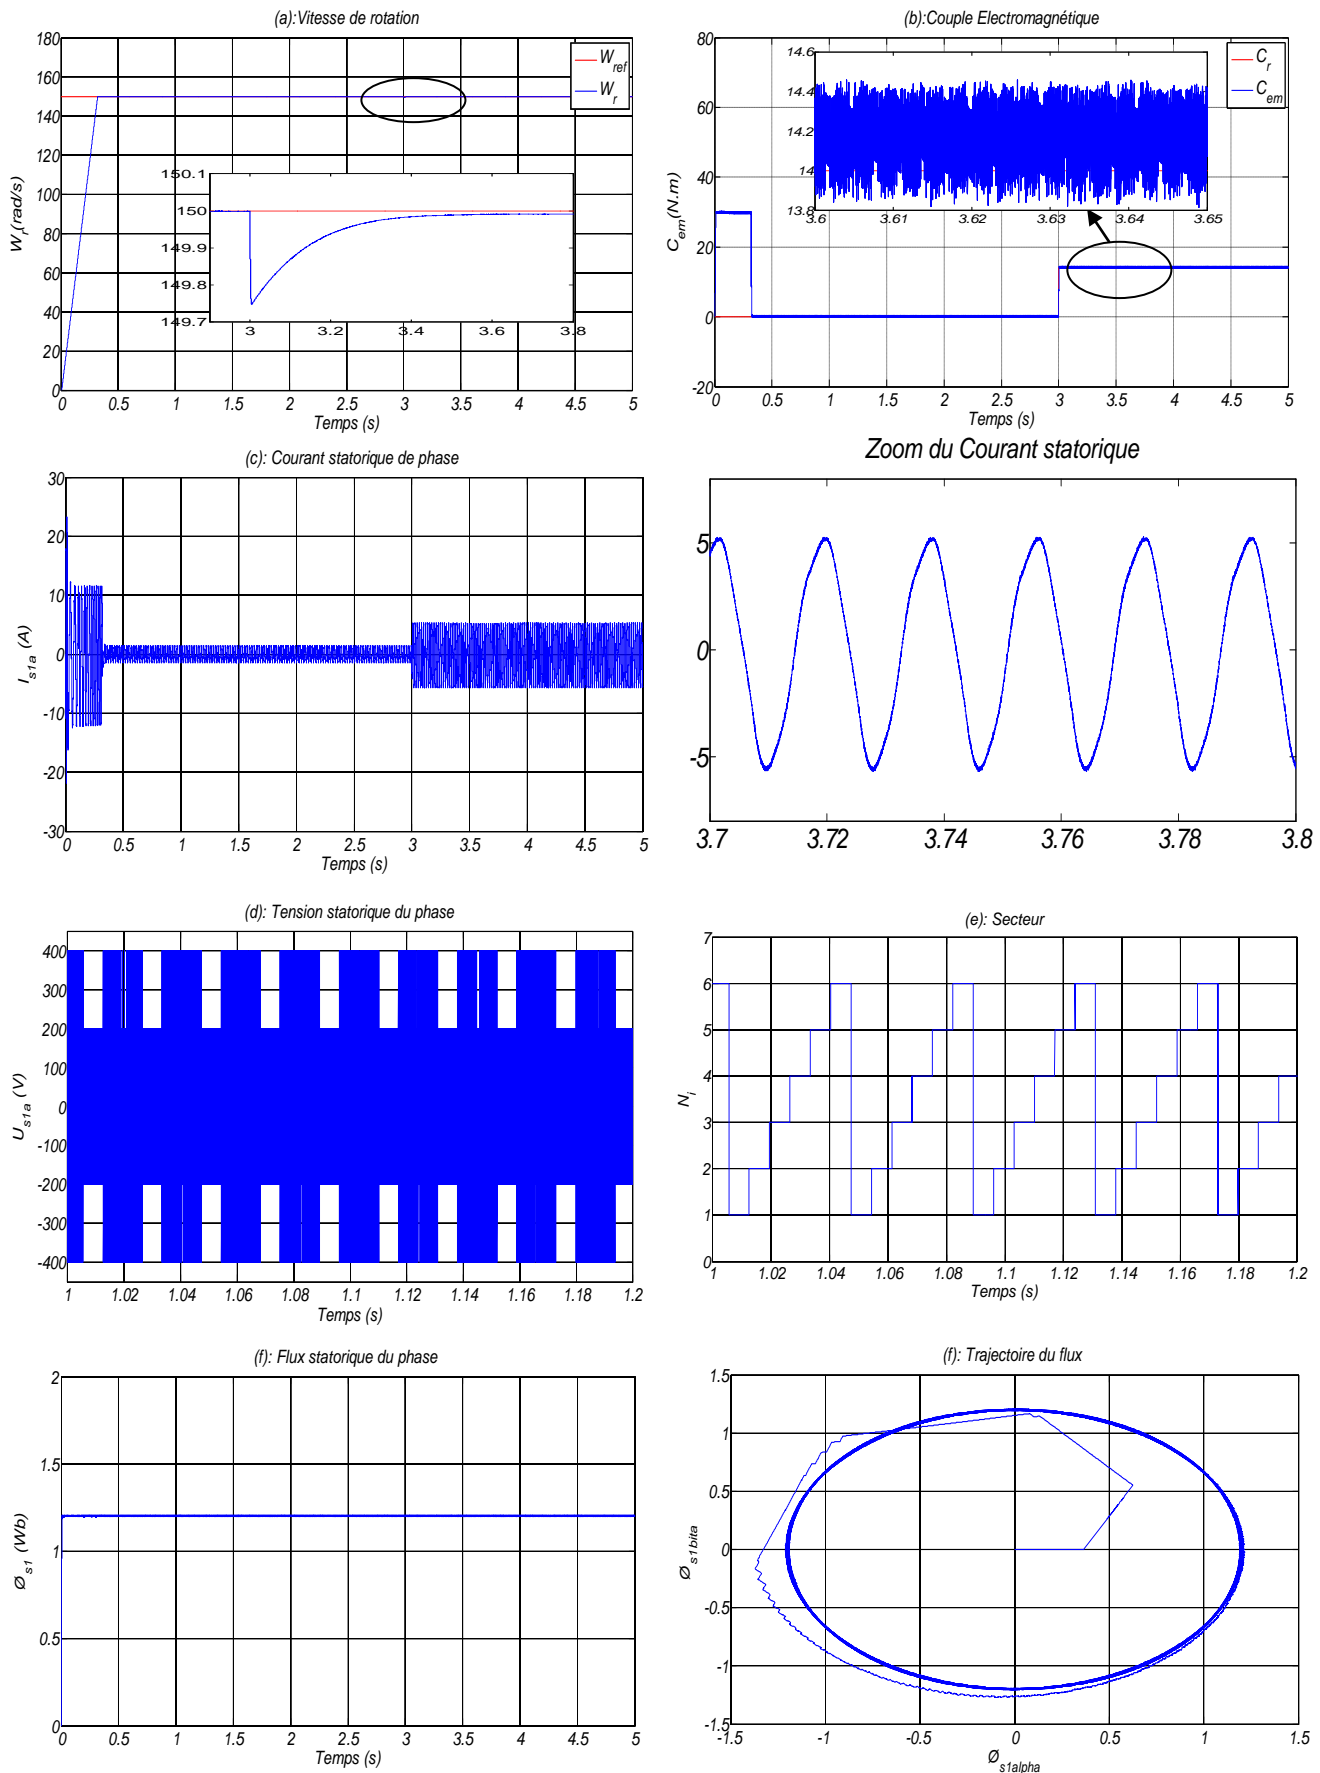 (a):Vitesse de rotation
180
160
140
120
100
80
60
40
20
0
W_r(rad/s)
W_ref
W_r
150.1
150
149.9
149.8
149.7
3 3.2 3.4 3.6 3.8
0 0.5 1 1.5 2 2.5 3 3.5 4 4.5 5
Temps (s)
(b):Couple Electromagnétique
80
60
40
20
0
-20
C_em(N.m)
C_r
C_em
14.6
14.4
14.2
14
13.8
3.6 3.61 3.62 3.63 3.64 3.65
0 0.5 1 1.5 2 2.5 3 3.5 4 4.5 5
Temps (s)
(c): Courant statorique de phase
30
20
10
0
-10
-20
-30
I_s1a (A)
0 0.5 1 1.5 2 2.5 3 3.5 4 4.5 5
Temps (s)
Zoom du Courant statorique
5
0
-5
3.7 3.72 3.74 3.76 3.78 3.8
(d): Tension statorique du phase
400
300
200
100
0
-100
-200
-300
-400
U_s1a (V)
1 1.02 1.04 1.06 1.08 1.1 1.12 1.14 1.16 1.18 1.2
Temps (s)
(e): Secteur
7
6
5
4
3
2
1
0
N_i
1 1.02 1.04 1.06 1.08 1.1 1.12 1.14 1.16 1.18 1.2
Temps (s)
(f): Flux statorique du phase
2
1.5
1
0.5
0
Ø_s1 (Wb)
0 0.5 1 1.5 2 2.5 3 3.5 4 4.5 5
Temps (s)
(f): Trajectoire du flux
1.5
1
0.5
0
-0.5
-1
-1.5
Ø_s1bita
-1.5 -1 -0.5 0 0.5 1 1.5
Ø_s1alpha